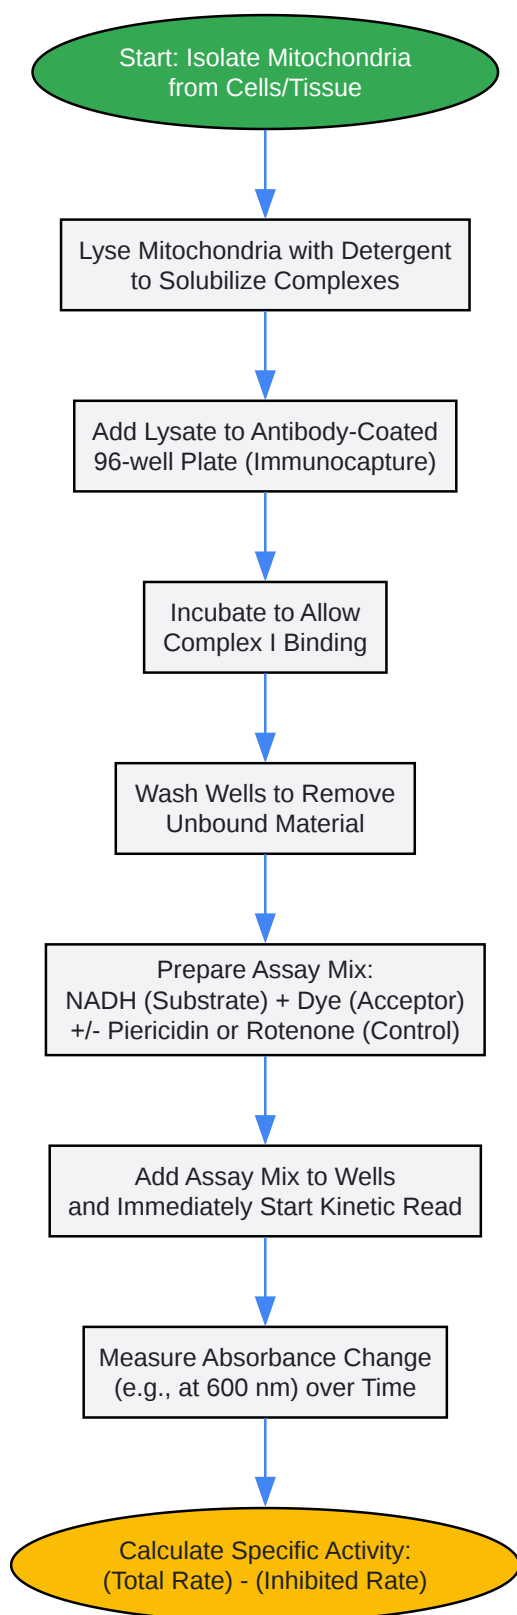 Start: Isolate Mitochondria
from Cells/Tissue
Lyse Mitochondria with Detergent
to Solubilize Complexes
Add Lysate to Antibody-Coated
96-well Plate (Immunocapture)
Incubate to Allow
Complex I Binding
Wash Wells to Remove
Unbound Material
Prepare Assay Mix:
NADH (Substrate) + Dye (Acceptor)
+/- Piericidin or Rotenone (Control)
Add Assay Mix to Wells
and Immediately Start Kinetic Read
Measure Absorbance Change
(e.g., at 600 nm) over Time
Calculate Specific Activity:
(Total Rate) - (Inhibited Rate)